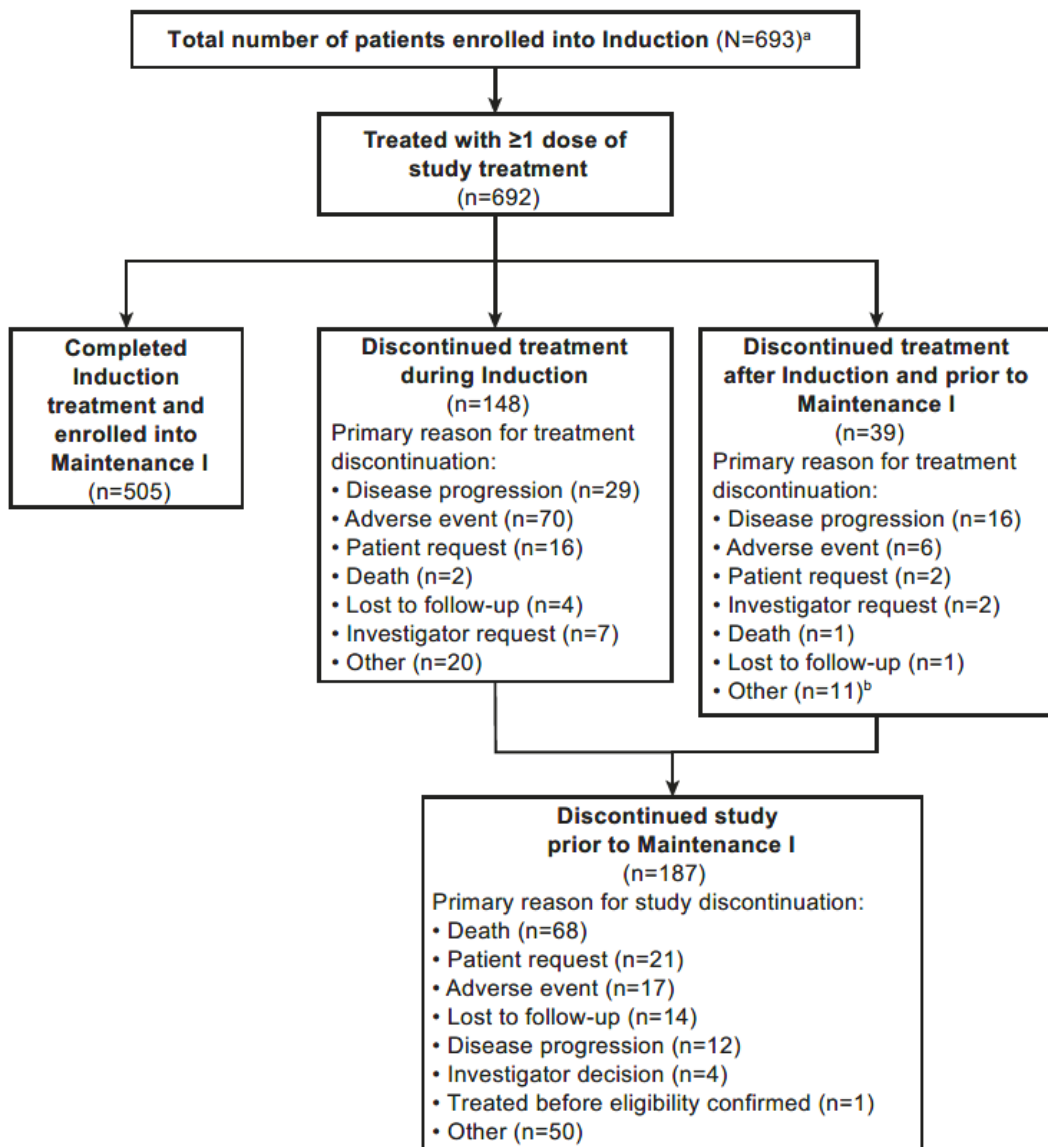 Total number of patients enrolled into Induction (N=693)ᵃ
Treated with ≥1 dose of
study treatment
(n=692)
Completed
Induction
treatment and
enrolled into
Maintenance I
(n=505)
Discontinued treatment
during Induction
(n=148)
Primary reason for treatment
discontinuation:
• Disease progression (n=29)
• Adverse event (n=70)
• Patient request (n=16)
• Death (n=2)
• Lost to follow-up (n=4)
• Investigator request (n=7)
• Other (n=20)
Discontinued treatment
after Induction and prior to
Maintenance I
(n=39)
Primary reason for treatment
discontinuation:
• Disease progression (n=16)
• Adverse event (n=6)
• Patient request (n=2)
• Investigator request (n=2)
• Death (n=1)
• Lost to follow-up (n=1)
• Other (n=11)ᵇ
Discontinued study
prior to Maintenance I
(n=187)
Primary reason for study discontinuation:
• Death (n=68)
• Patient request (n=21)
• Adverse event (n=17)
• Lost to follow-up (n=14)
• Disease progression (n=12)
• Investigator decision (n=4)
• Treated before eligibility confirmed (n=1)
• Other (n=50)